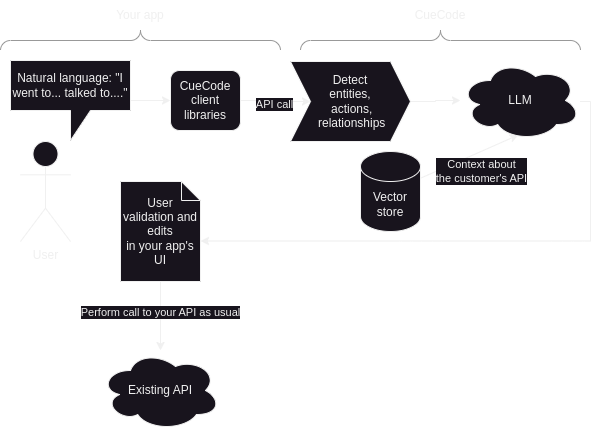 Your app
CueCode
Natural language: "I
went to... talked to...."
CueCode
client
libraries
API call
Detect
entities,
actions,
relationships
LLM
Context about
the customer's API
Vector
store
User
User
validation and
edits
in your app's
UI
Perform call to your API as usual
Existing API